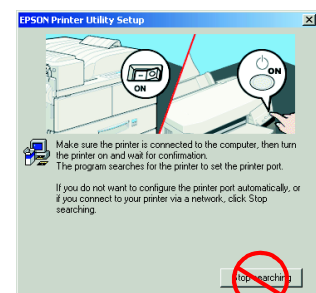 EPSON Printer Utility Setup
ON
ON
Make sure the printer is connected to the computer, then turn
the printer on and wait for confirmation.
The program searches for the printer to set the printer port.
If you do not want to configure the printer port automatically, or
if you connect to your printer via a network, click Stop
searching.
Stop searching